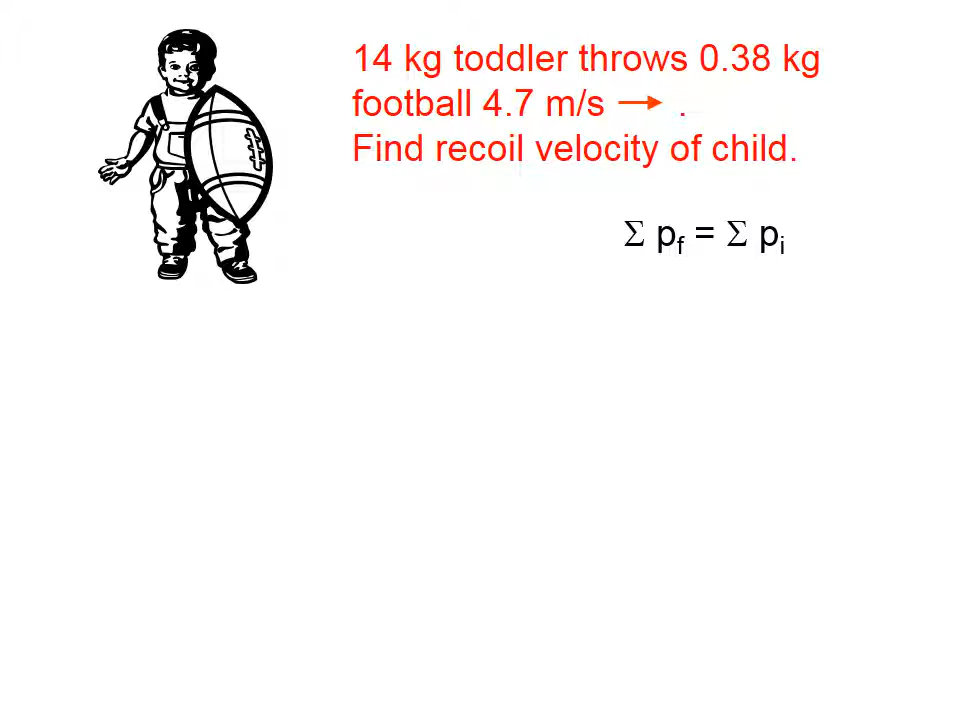 14 kg toddler throws 0.38 kg
football 4.7 m/s → .
Find recoil velocity of child.
Σ pf = Σ pi